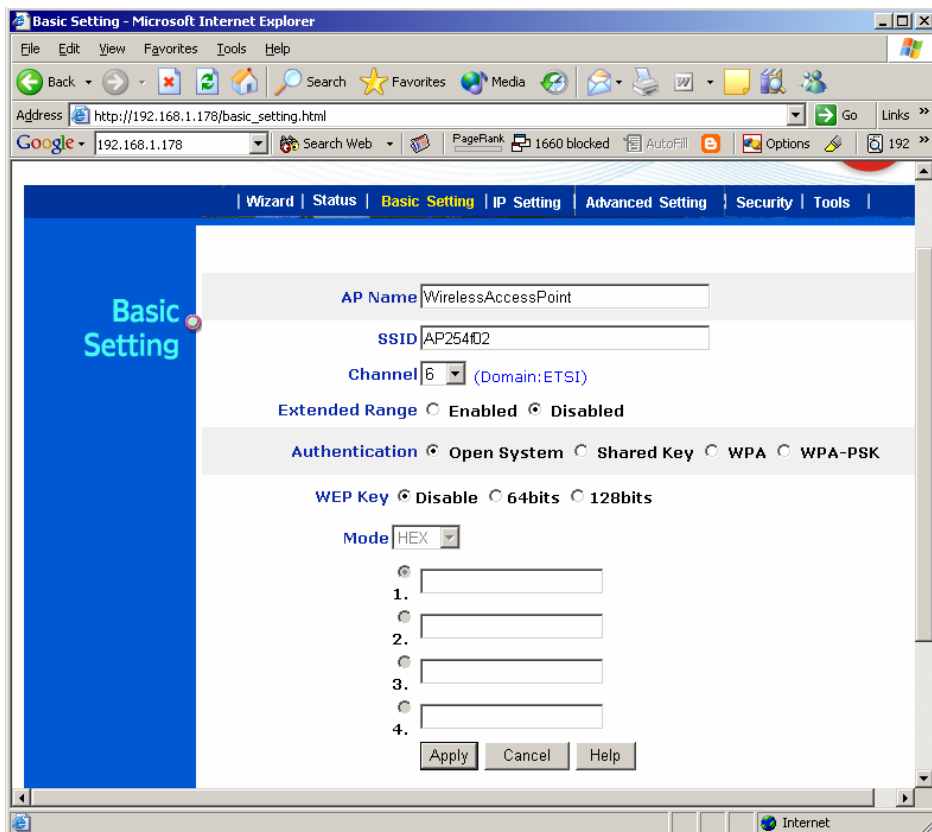 Basic Setting - Microsoft Internet Explorer
File Edit View Favorites Tools Help
Back Search Favorites Media
Address http://192.168.1.178/basic_setting.html Go Links »
Google 192.168.1.178 Search Web PageRank 1660 blocked AutoFill Options 192 »
| Wizard | Status | Basic Setting | IP Setting | Advanced Setting | Security | Tools |
Basic
Setting
AP Name WirelessAccessPoint
SSID AP254f02
Channel 6 (Domain:ETSI)
Extended Range Enabled Disabled
Authentication Open System Shared Key WPA WPA-PSK
WEP Key Disable 64bits 128bits
Mode HEX
1.
2.
3.
4.
Apply Cancel Help
Internet